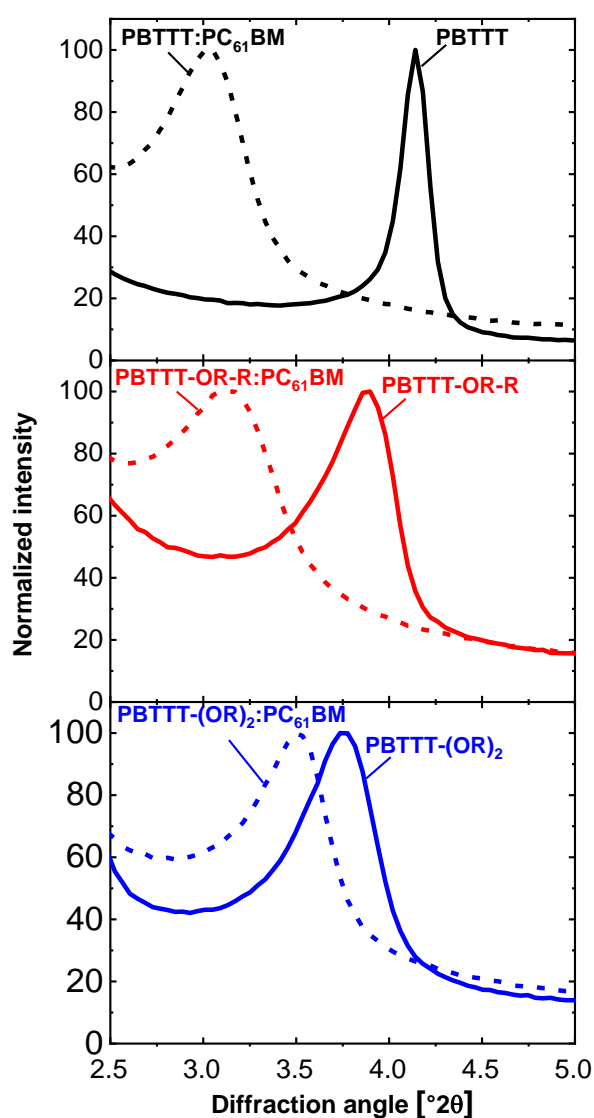 PBTTT:PC₆₁BM
PBTTT
100
80
60
40
20
0
PBTTT-OR-R:PC₆₁BM
PBTTT-OR-R
100
80
60
40
20
0
Normalized intensity
PBTTT-(OR)₂:PC₆₁BM
PBTTT-(OR)₂
100
80
60
40
20
0
2.5 3.0 3.5 4.0 4.5 5.0
Diffraction angle [°2θ]